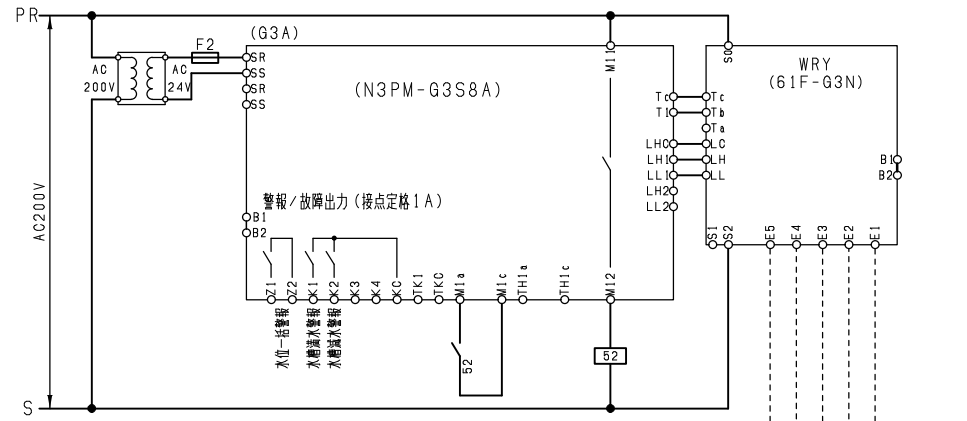 PR
(G3A)
F2
SR
SS
SR
SS
AC
200V
AC
24V
(N3PM-G3S8A)
M11
S0
WRY
(61F-G3N)
Tc
T1
LHC
LH1
LL1
LH2
LL2
Tc
Tb
Ta
LC
LH
LL
B1
B2
AC200V
警報/故障出力(接点定格1A)
B1
B2
Z1
Z2
K1
K2
K3
K4
KC
TK1
TKC
M1a
M1c
TH1a
TH1c
M12
S1
S2
E5
E4
E3
E2
E1
水位一括警報
水槽満水警報
水槽減水警報
52
52
S